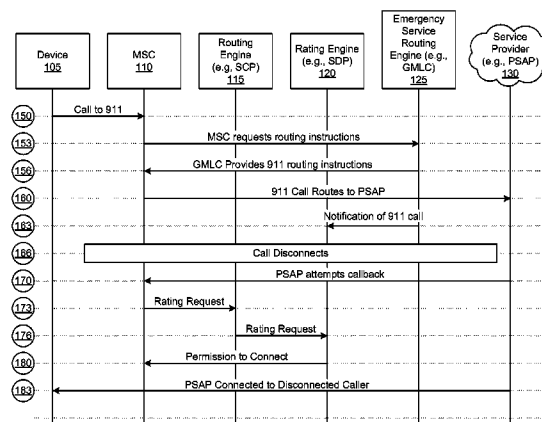 Device
105
MSC
110
Routing
Engine
(e.g., SCP)
115
Rating Engine
(e.g., SDP)
120
Emergency
Service
Routing
Engine (e.g.,
GMLC)
125
Service
Provider
(e.g., PSAP)
130
150
Call to 911
153
MSC requests routing instructions
156
GMLC Provides 911 routing instructions
160
911 Call Routes to PSAP
163
Notification of 911 call
166
Call Disconnects
170
PSAP attempts callback
173
Rating Request
176
Rating Request
180
Permission to Connect
183
PSAP Connected to Disconnected Caller